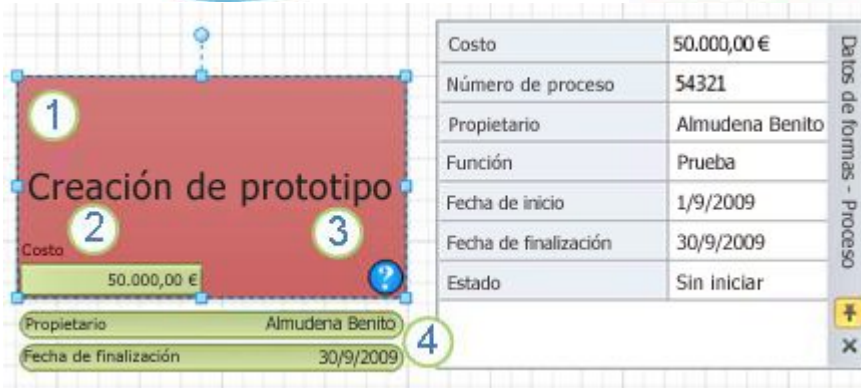 1
Creación de prototipo
2
3
Costo
50.000,00 €
?
Propietario Almudena Benito
4
Fecha de finalización 30/9/2009
Costo 50.000,00 €
Número de proceso 54321
Propietario Almudena Benito
Función Prueba
Fecha de inicio 1/9/2009
Fecha de finalización 30/9/2009
Estado Sin iniciar
Datos de formas - Proceso